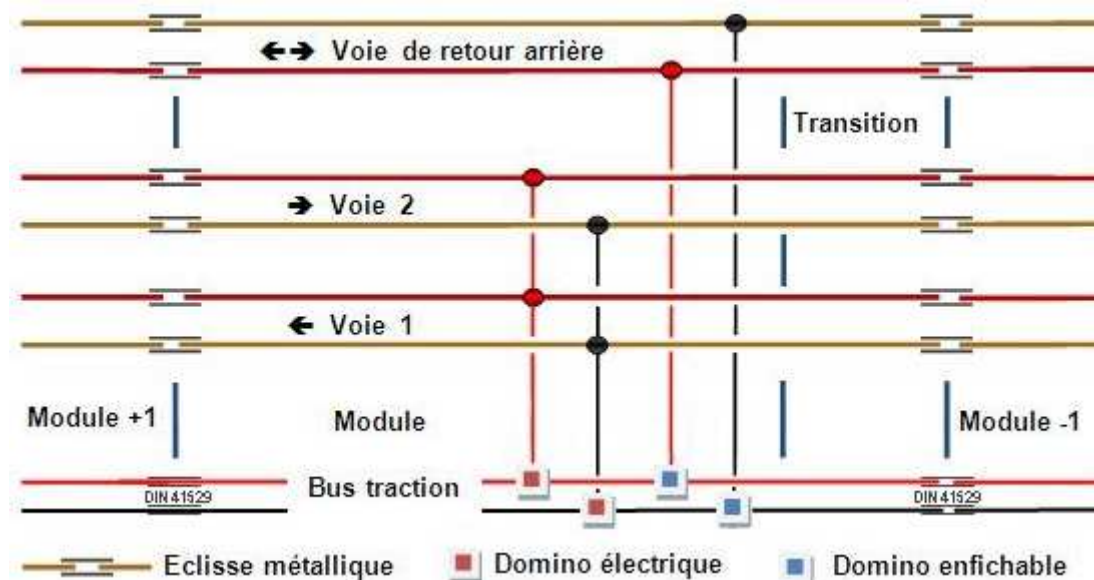 Voie de retour arrière
Transition
Voie 2
Voie 1
Module +1
Module
Module -1
Bus traction
DIN 41529
DIN 41529
Eclisse métallique
Domino électrique
Domino enfichable